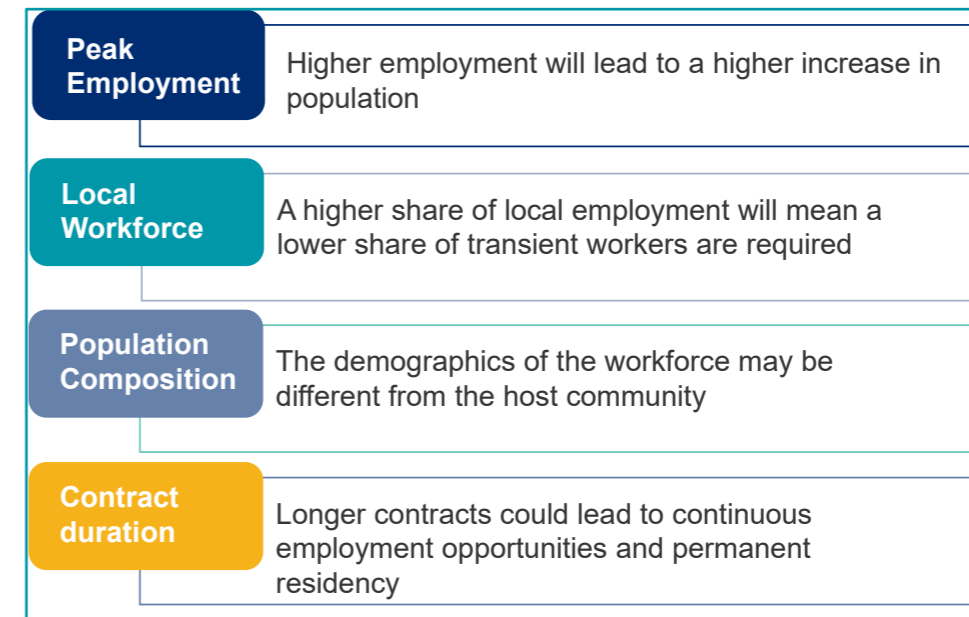 Peak
Employment
Higher employment will lead to a higher increase in
population
Local
Workforce
A higher share of local employment will mean a
lower share of transient workers are required
Population
Composition
The demographics of the workforce may be
different from the host community
Contract
duration
Longer contracts could lead to continuous
employment opportunities and permanent
residency